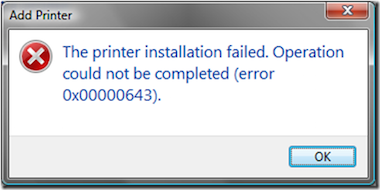 Add Printer
The printer installation failed. Operation
could not be completed (error
0x00000643).
OK